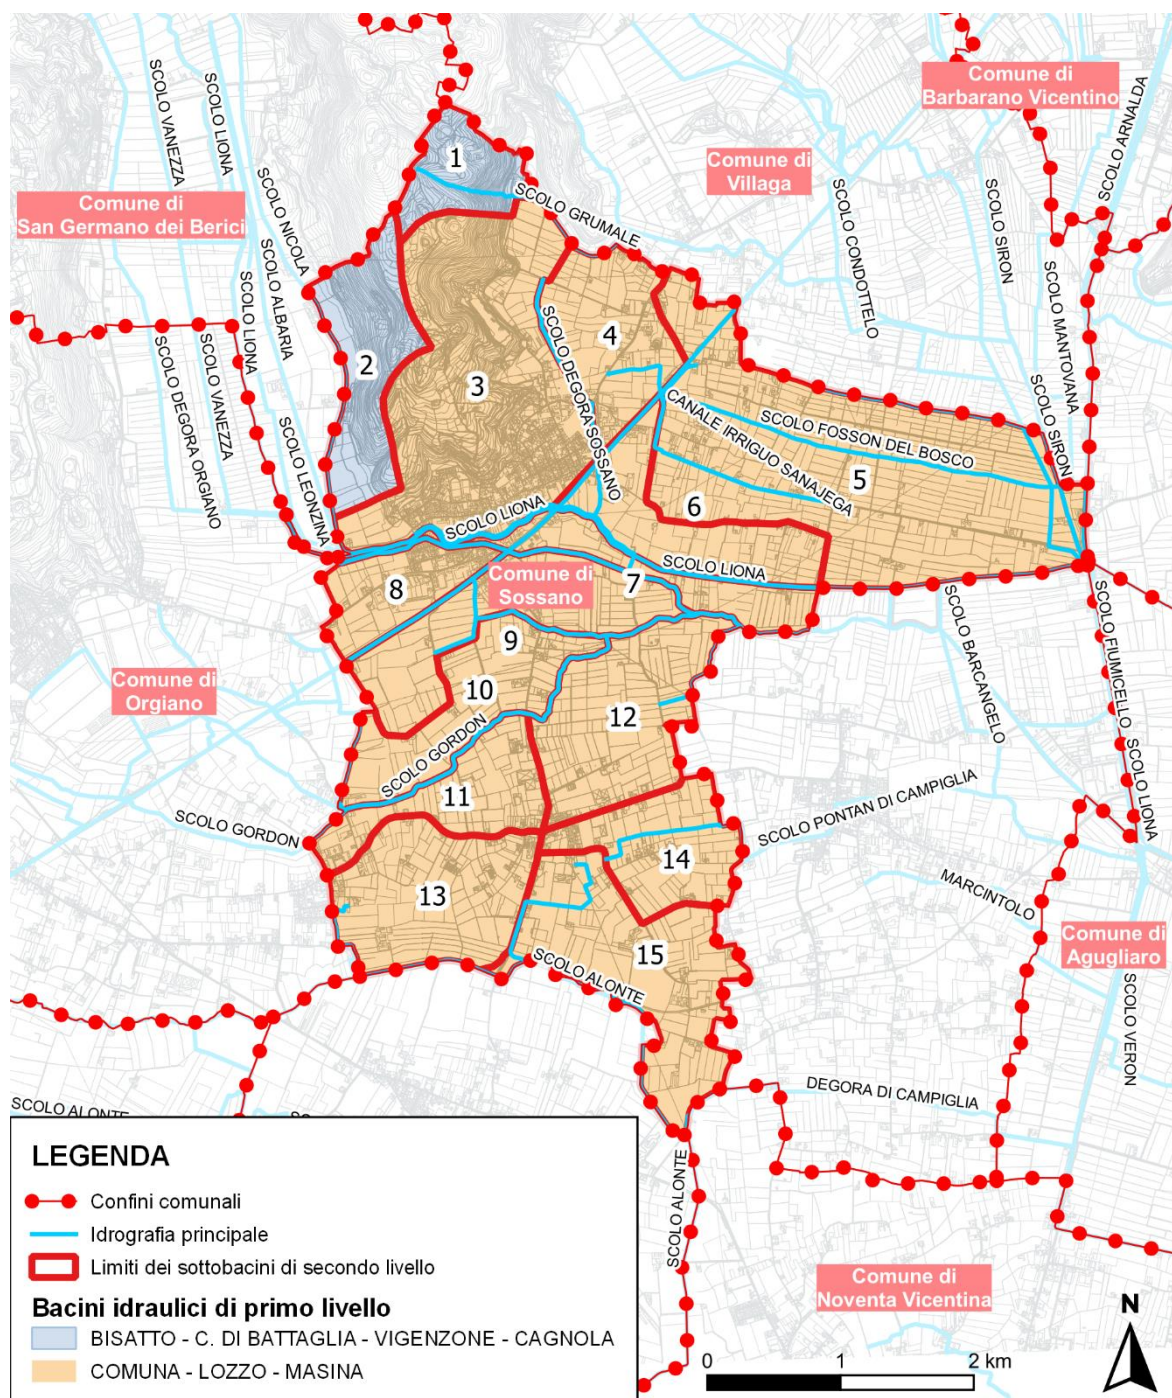 SCOLO VANEZZA
SCOLO LIONA
Comune di
Barbarano Vicentino
SCOLO ARNALDA
1
Comune di
Villaga
SCOLO NICOLA
Comune di
San Germano dei Berici
SCOLO GRUMALE
SCOLO CONDOTTELO
SCOLO SIRON
SCOLO ALBARIA
SCOLO LIONA
SCOLO MANTOVANA
2
3
4
SCOLO DEGORA SOSSANO
SCOLO DEGORA ORGIANO
SCOLO VANEZZA
SCOLO LEONZINA
CANALE IRRIGUO SANAJEGA
SCOLO FOSSON DEL BOSCO
SCOLO SIRON
5
6
SCOLO LIONA
SCOLO LIONA
7
8
Comune di
Sossano
9
10
SCOLO BARCANGELO
SCOLO FIUMICELLO
SCOLO LIONA
Comune di
Orgiano
12
SCOLO GORDON
11
SCOLO GORDON
SCOLO PONTAN DI CAMPIGLIA
14
13
MARCINTOLO
Comune di
Agugliaro
15
SCOLO ALONTE
SCOLO VERON
DEGORA DI CAMPIGLIA
SCOLO ALONTE
SCOLO ALONTE
Comune di
Noventa Vicentina
LEGENDA
Confini comunali
Idrografia principale
Limiti dei sottobacini di secondo livello
Bacini idraulici di primo livello
BISATTO - C. DI BATTAGLIA - VIGENZONE - CAGNOLA
COMUNA - LOZZO - MASINA
0 1 2 km
N